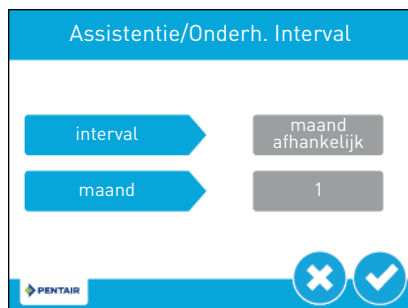 Assistentie/Onderh. Interval
interval
maand
afhankelijk
maand
1
PENTAIR